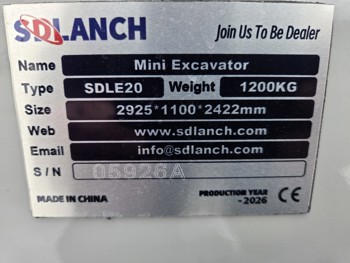 SDLANCH Join Us To Be Dealer
Name Mini Excavator
Type SDLE20 Weight 1200KG
Size 2925*1100*2422mm
Web www.sdlanch.com
Email info@sdlanch.com
S / N 05926A
MADE IN CHINA PRODUCTION YEAR CE
-2026